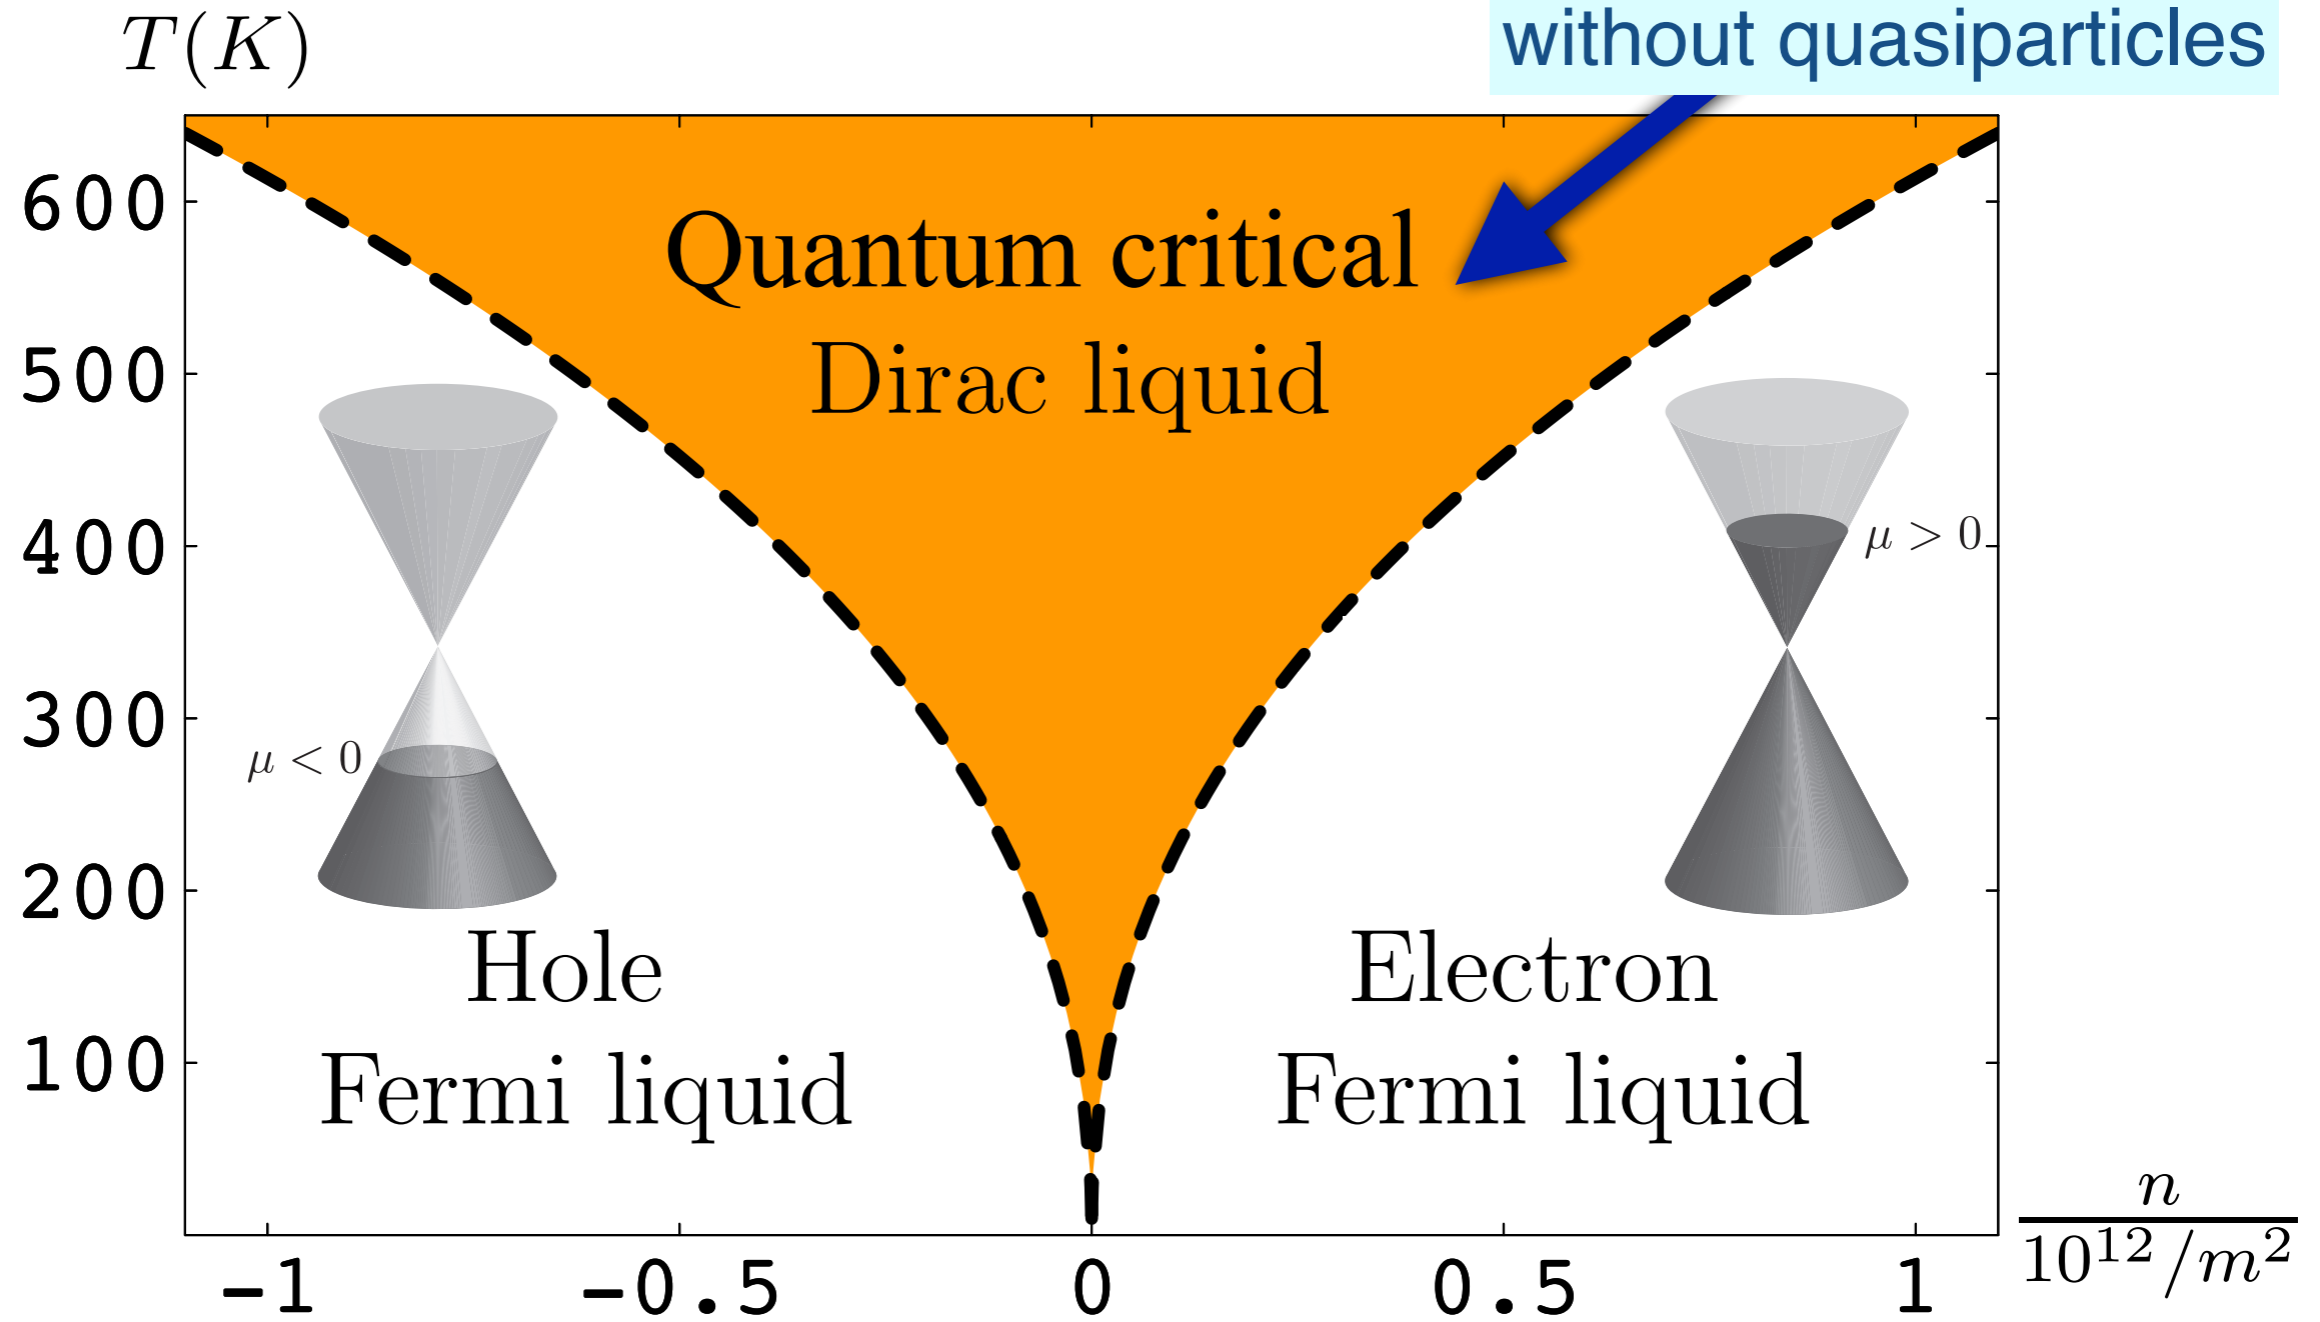 T(K)
without quasiparticles
600
500
400
300
200
100
Quantum critical
Dirac liquid
μ < 0
μ > 0
Hole
Fermi liquid
Electron
Fermi liquid
-1
-0.5
0
0.5
1
n
10¹²/m²